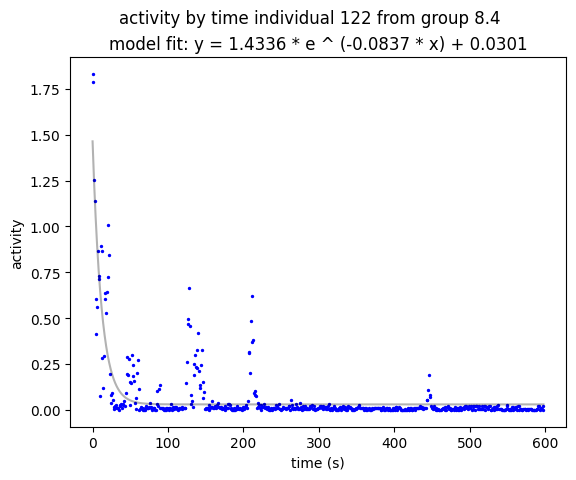 activity by time individual 122 from group 8.4
model fit: y = 1.4336 * e ^ (-0.0837 * x) + 0.0301
activity
1.75
1.50
1.25
1.00
0.75
0.50
0.25
0.00
0 100 200 300 400 500 600
time (s)